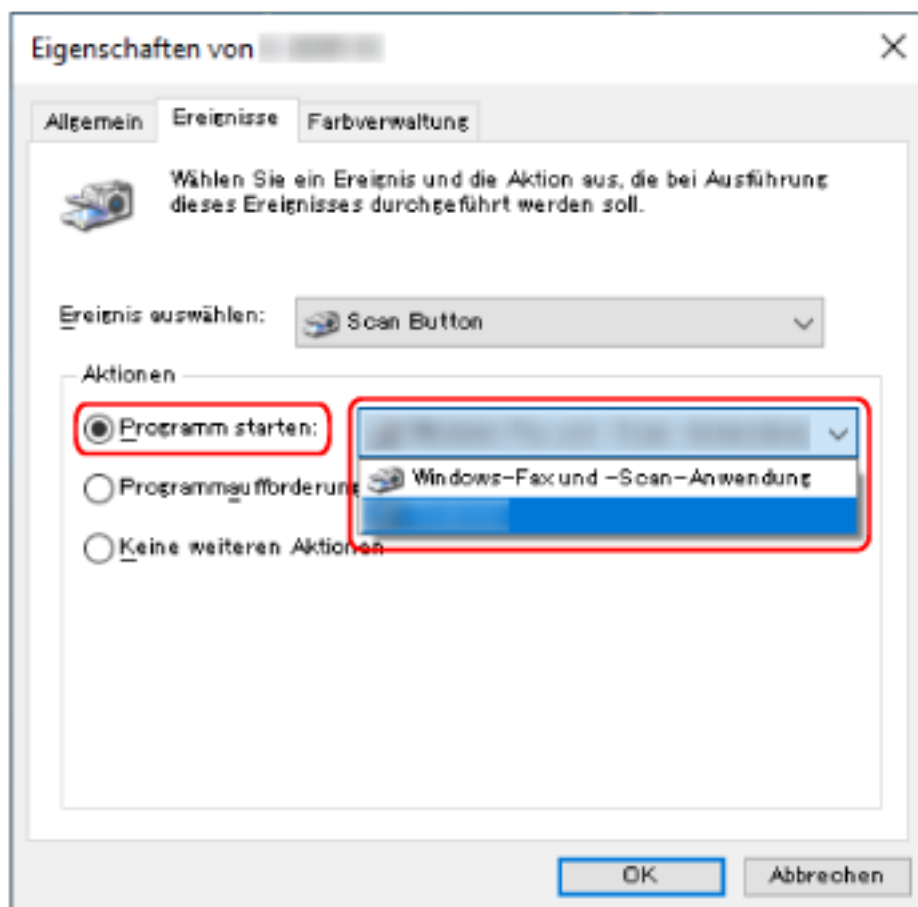 Eigenschaften von
Allgemein
Ereignisse
Farbverwaltung
Wählen Sie ein Ereignis und die Aktion aus, die bei Ausführung
dieses Ereignisses durchgeführt werden soll.
Ereignis auswählen:
Scan Button
Aktionen
Programm starten:
Windows-Fax und -Scan-Anwendung
Programmaufforderung
Keine weiteren Aktionen
OK
Abbrechen